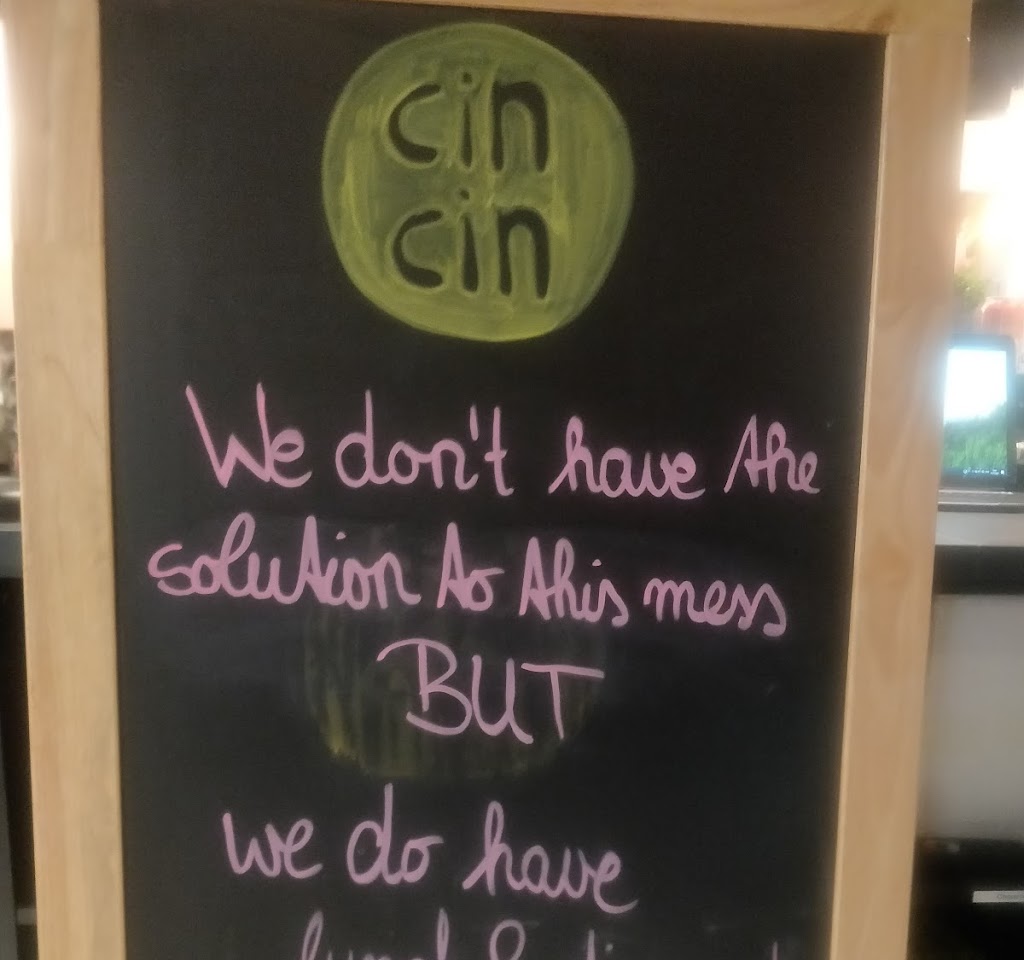 cin
cin
We don't have the
solution to this mess
BUT
we do have